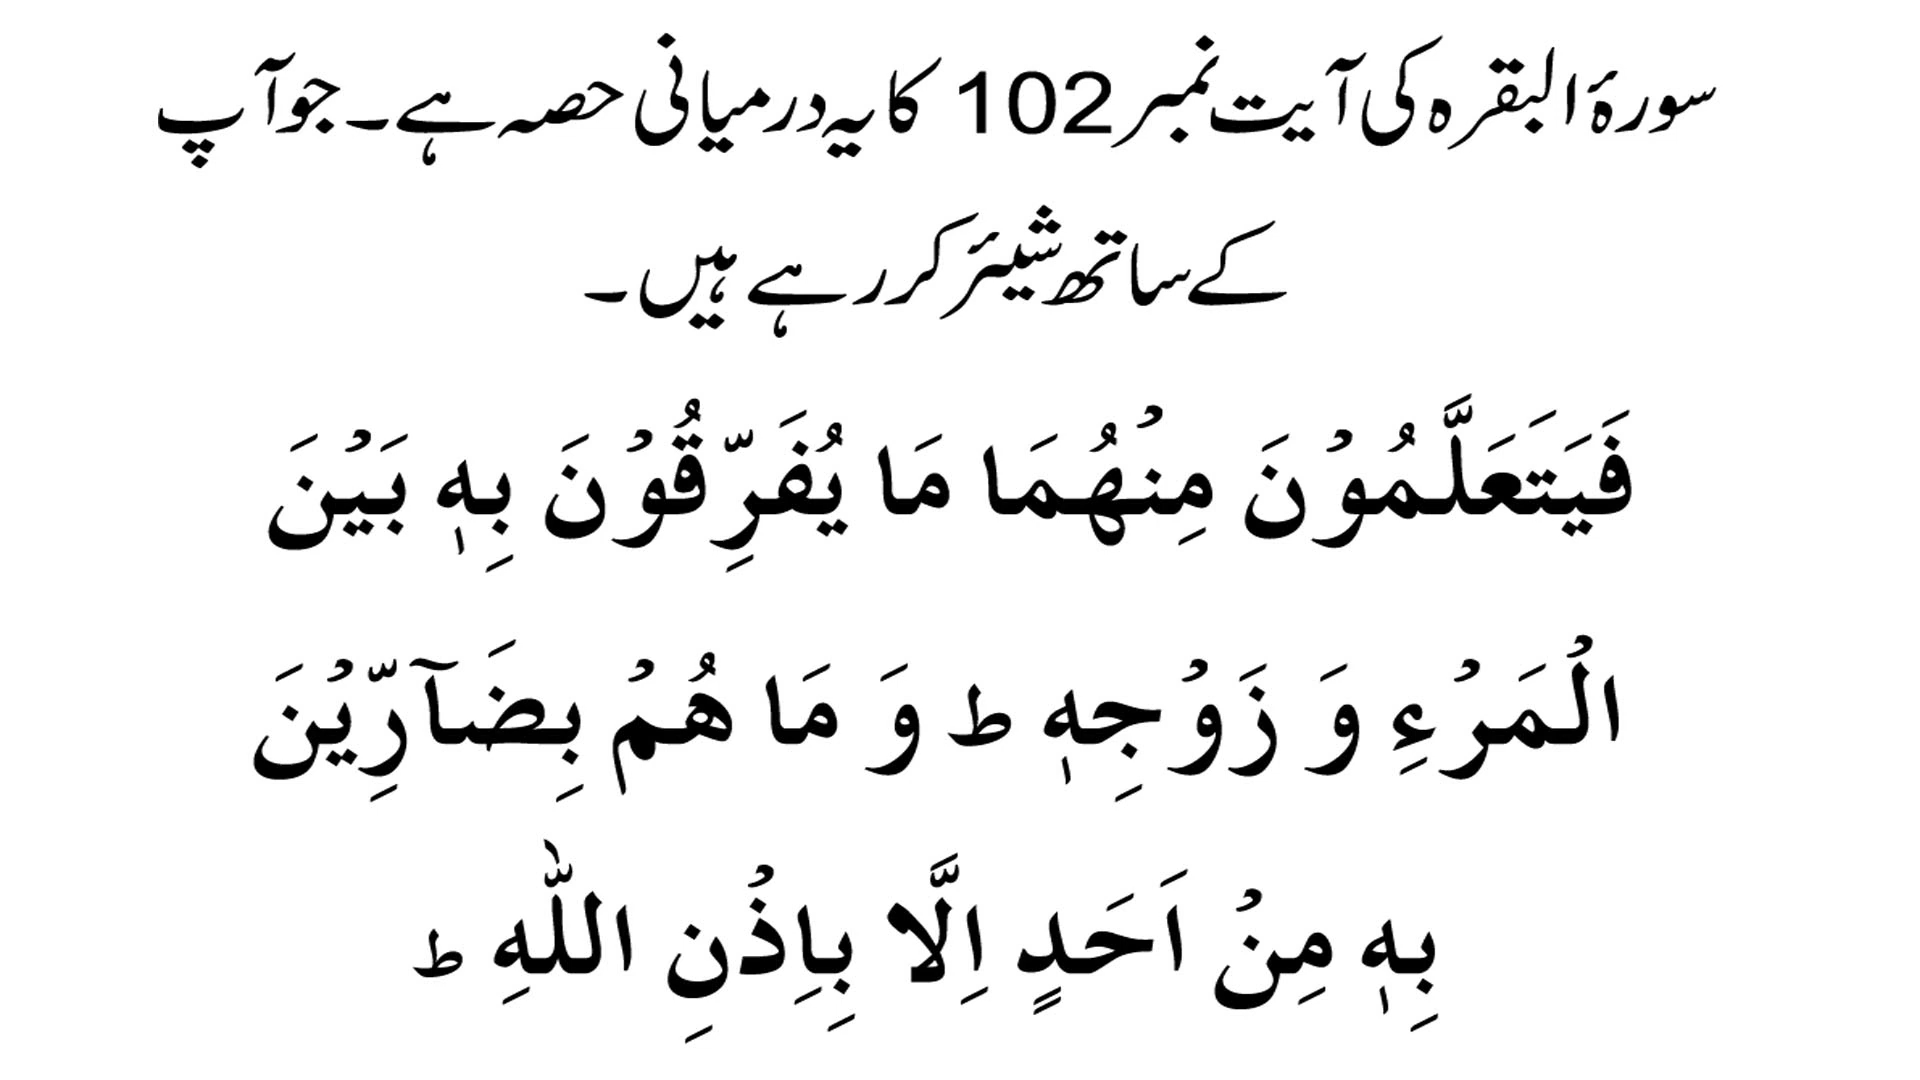 سورۂ البقرہ کی آیت نمبر 102 کا یہ درمیانی حصہ ہے۔ جو آپ
کے ساتھ شیئر کر رہے ہیں۔
فَيَتَعَلَّمُوۡنَ مِنۡهُمَا مَا يُفَرِّقُوۡنَ بِهٖ بَيۡنَ
الۡمَرۡءِ وَ زَوۡجِهٖ ط وَ مَا هُمۡ بِضَآرِّيۡنَ
بِهٖ مِنۡ اَحَدٍ اِلَّا بِاِذۡنِ اللّٰهِ ط